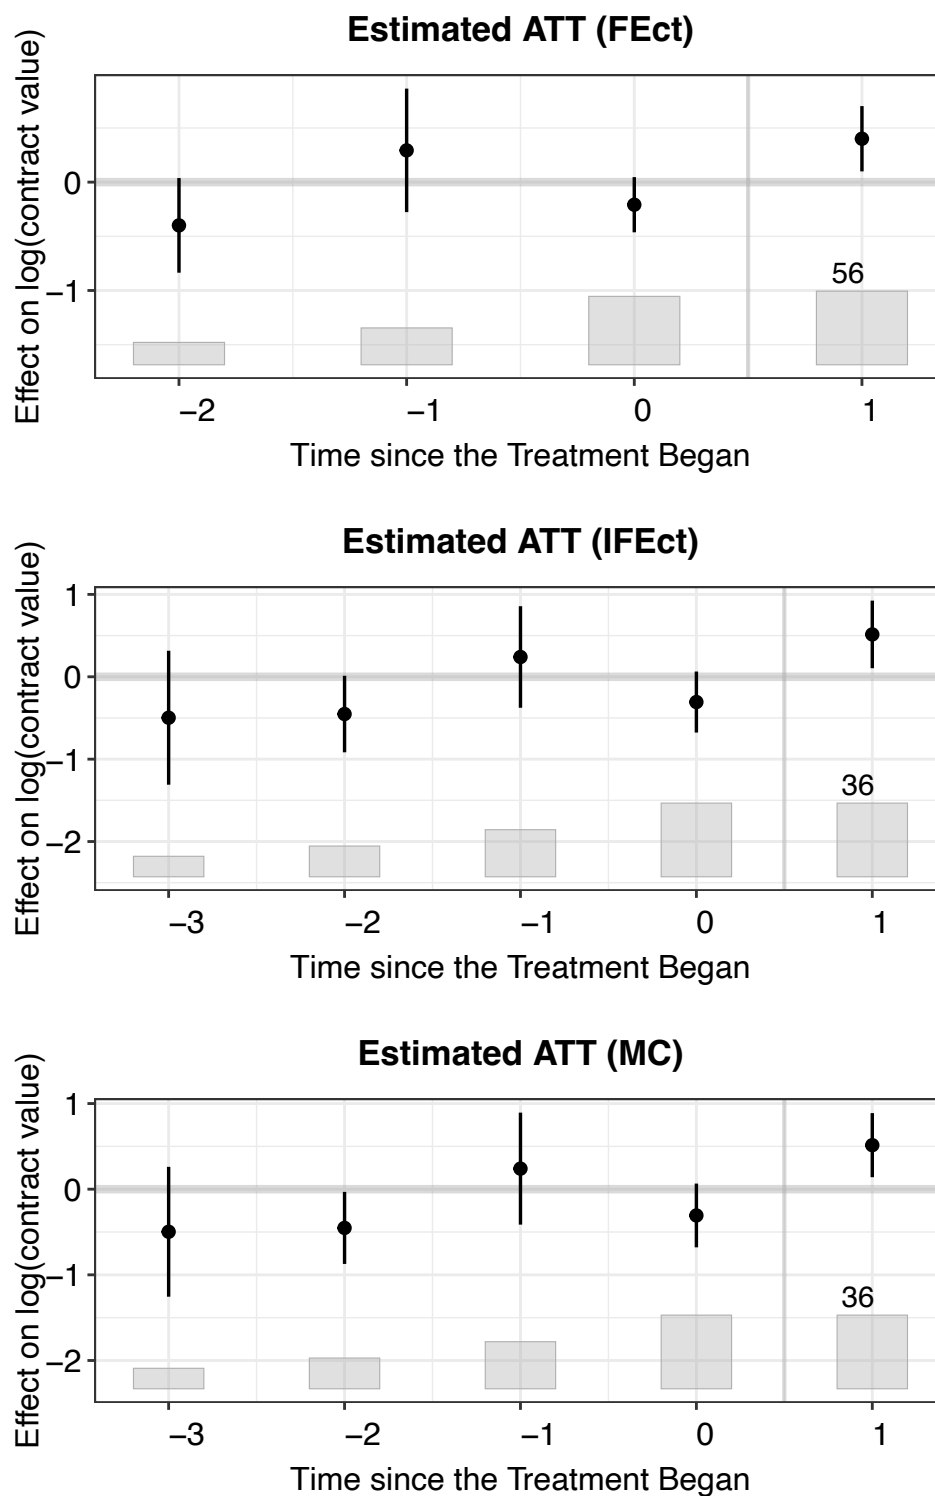 Estimated ATT (FEct)
Effect on log(contract value)
0
−1
56
−2 −1 0 1
Time since the Treatment Began
Estimated ATT (IFEct)
Effect on log(contract value)
1
0
−1
−2
36
−3 −2 −1 0 1
Time since the Treatment Began
Estimated ATT (MC)
Effect on log(contract value)
1
0
−1
−2
36
−3 −2 −1 0 1
Time since the Treatment Began